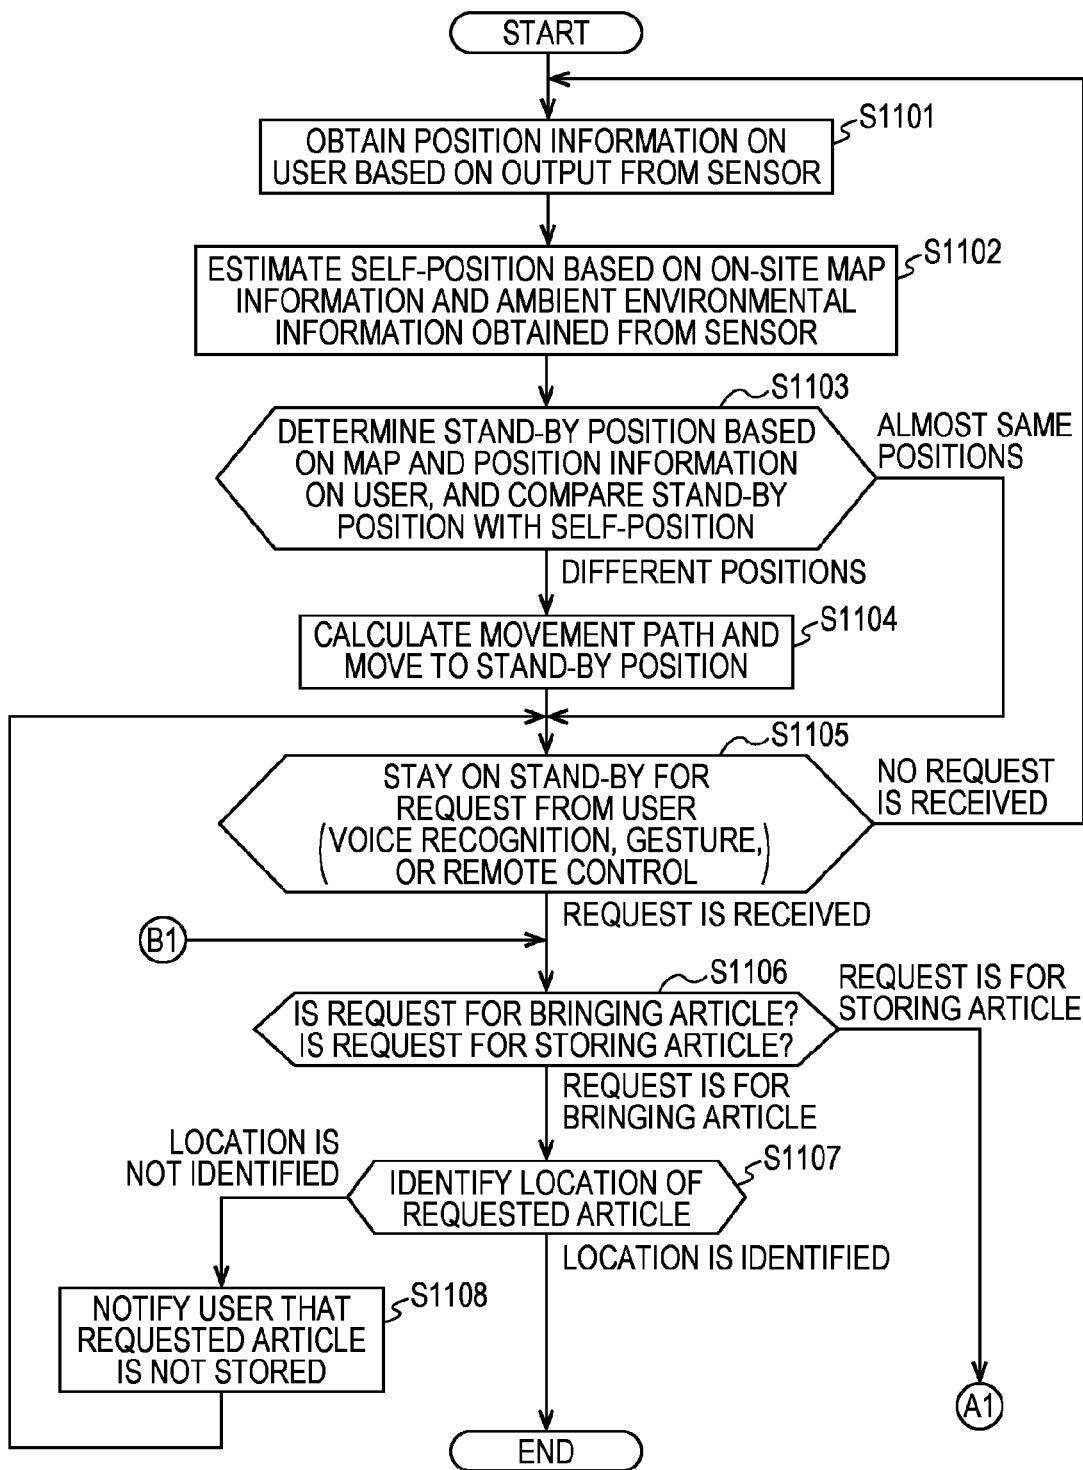 START
S1101
OBTAIN POSITION INFORMATION ON
USER BASED ON OUTPUT FROM SENSOR
S1102
ESTIMATE SELF-POSITION BASED ON ON-SITE MAP
INFORMATION AND AMBIENT ENVIRONMENTAL
INFORMATION OBTAINED FROM SENSOR
S1103
DETERMINE STAND-BY POSITION BASED
ON MAP AND POSITION INFORMATION
ON USER, AND COMPARE STAND-BY
POSITION WITH SELF-POSITION
ALMOST SAME
POSITIONS
DIFFERENT POSITIONS
S1104
CALCULATE MOVEMENT PATH AND
MOVE TO STAND-BY POSITION
S1105
STAY ON STAND-BY FOR
REQUEST FROM USER
(VOICE RECOGNITION, GESTURE,
OR REMOTE CONTROL)
NO REQUEST
IS RECEIVED
REQUEST IS RECEIVED
B1
S1106
IS REQUEST FOR BRINGING ARTICLE?
IS REQUEST FOR STORING ARTICLE?
REQUEST IS FOR
STORING ARTICLE
REQUEST IS FOR
BRINGING ARTICLE
LOCATION IS
NOT IDENTIFIED
S1107
IDENTIFY LOCATION OF
REQUESTED ARTICLE
LOCATION IS IDENTIFIED
S1108
NOTIFY USER THAT
REQUESTED ARTICLE
IS NOT STORED
A1
END